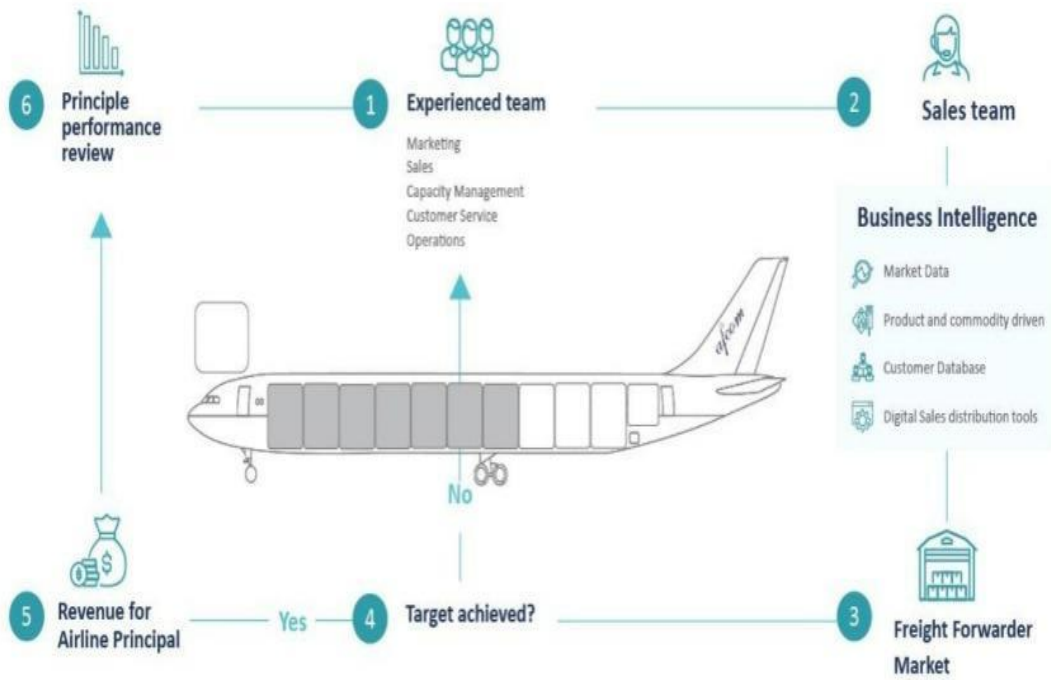 6
Principle
performance
review
1
Experienced team
Marketing
Sales
Capacity Management
Customer Service
Operations
2
Sales team
Business Intelligence
Market Data
Product and commodity driven
Customer Database
Digital Sales distribution tools
afcom
No
5
Revenue for
Airline Principal
Yes
4
Target achieved?
3
Freight Forwarder
Market